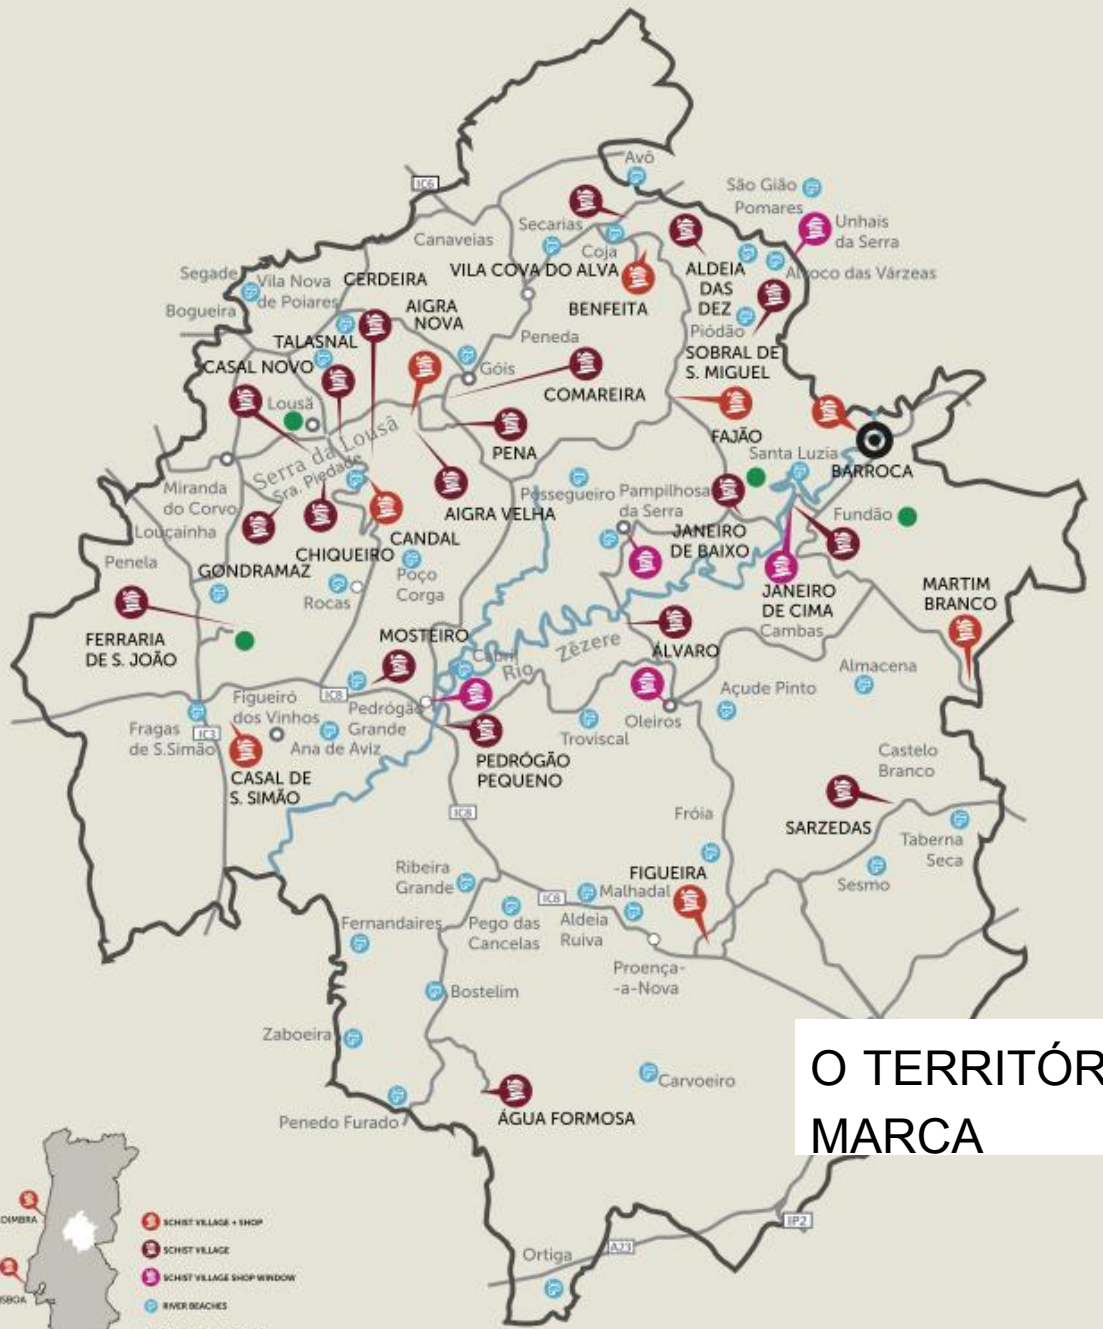 Avô
IC6
São Gião
Pomares
Unhais
da Serra
Secarias
Canaveias
Coja
Segade
Vila Nova
de Poiares
CERDEIRA
VILA COVA DO ALVA
ALDEIA
DAS
DEZ
Alvoco das Várzeas
Bogueira
AIGRA
NOVA
BENFEITA
Piódão
TALASNAL
Peneda
SOBRAL DE
S. MIGUEL
CASAL NOVO
Góis
COMAREIRA
Lousã
FAJÃO
Serra da Lousã
PENA
Santa Luzia
BARROCA
Sra. Piedade
Miranda
do Corvo
Pessegueiro
Pampilhosa
da Serra
Fundão
Louçainha
AIGRA VELHA
CANDAL
CHIQUEIRO
JANEIRO
DE BAIXO
Penela
GONDRAMAZ
Poço
Corga
JANEIRO
DE CIMA
MARTIM
BRANCO
Rocas
Cambas
FERRARIA
DE S. JOÃO
MOSTEIRO
Zêzere
ÁLVARO
Cabril
Rio
Almacena
IC8
Figueiró
dos Vinhos
Pedrógão
Grande
Açude Pinto
Fragas
de S.Simão
IC3
Ana de Aviz
Troviscal
Oleiros
CASAL DE
S. SIMÃO
PEDRÓGÃO
PEQUENO
Castelo
Branco
IC8
Fróia
SARZEDAS
Taberna
Seca
Ribeira
Grande
FIGUEIRA
Sesmo
IC8
Malhadal
Fernandaires
Pego das
Cancelas
Aldeia
Ruiva
Proença-
-a-Nova
Bostelim
Zaboeira
O TERRITÓR
MARCA
Carvoeiro
Penedo Furado
ÁGUA FORMOSA
OIMBRA
SCHIST VILLAGE + SHOP
IP2
SCHIST VILLAGE
A23
Ortiga
SCHIST VILLAGE SHOP WINDOW
ISBOA
RIVER BEACHES